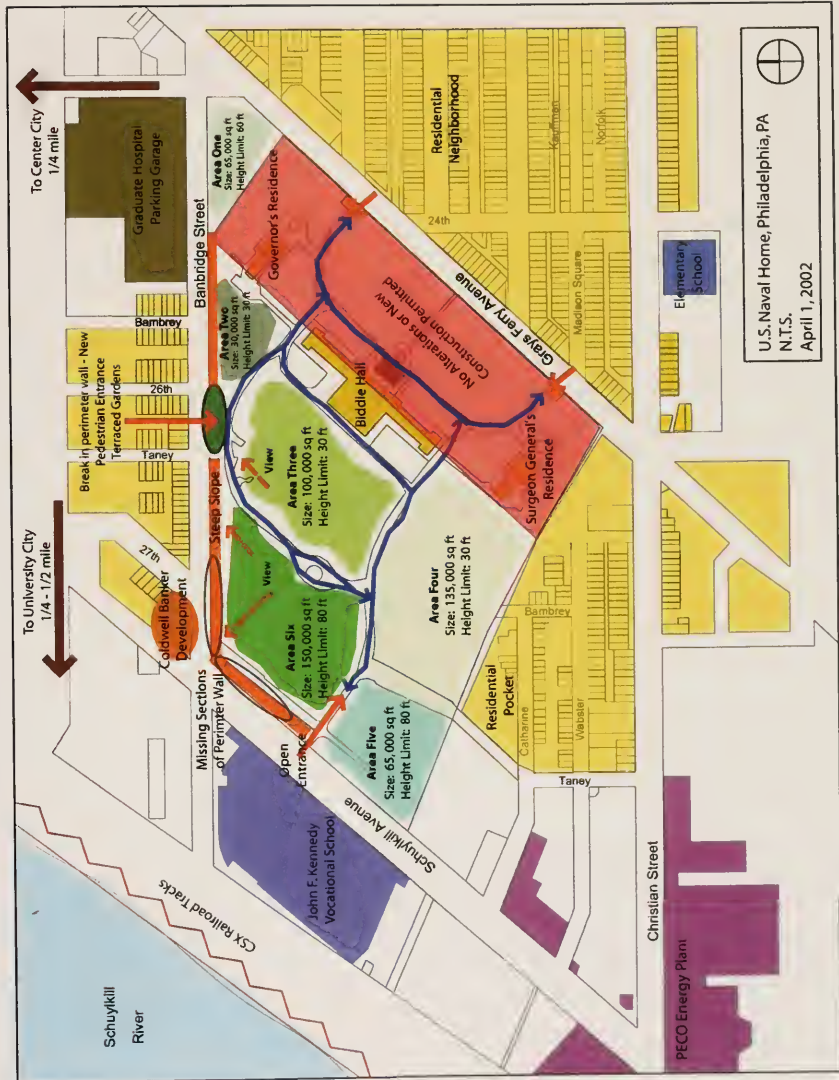 To University City
1/4 - 1/2 mile
To Center City
1/4 mile
Break in perimeter wall - New
Pedestrian Entrance
Terraced Gardens
Graduate Hospital
Parking Garage
27th
Taney
26th
Bambrey
Coldwell Banker
Development
Banbridge Street
Schuylkill
River
CSX Railroad Tracks
Missing Sections
of Perimter Wall
Steep Slope
View
View
Area One
Size: 65,000 sq ft
Height Limit: 60 ft
Area Two
Size: 30,000 sq ft
Height Limit: 30 ft
Governor's Residence
Area Three
Size: 100,000 sq ft
Height Limit: 30 ft
Area Six
Size: 150,000 sq ft
Height Limit: 80 ft
Biddle Hall
No Alterations or New
Construction Permitted
Open
Entrance
John F. Kennedy
Vocational School
Area Five
Size: 65,000 sq ft
Height Limit: 80 ft
Area Four
Size: 135,000 sq ft
Height Limit: 30 ft
Surgeon General's
Residence
Schuylkill Avenue
Grays Ferry Avenue
Residential
Neighborhood
24th
Kauffman
Norfolk
Madison Square
Residential
Pocket
Bambrey
Catharine
Webster
Taney
Christian Street
Elementary
School
PECO Energy Plant
U.S. Naval Home, Philadelphia, PA
N.T.S.
April 1, 2002